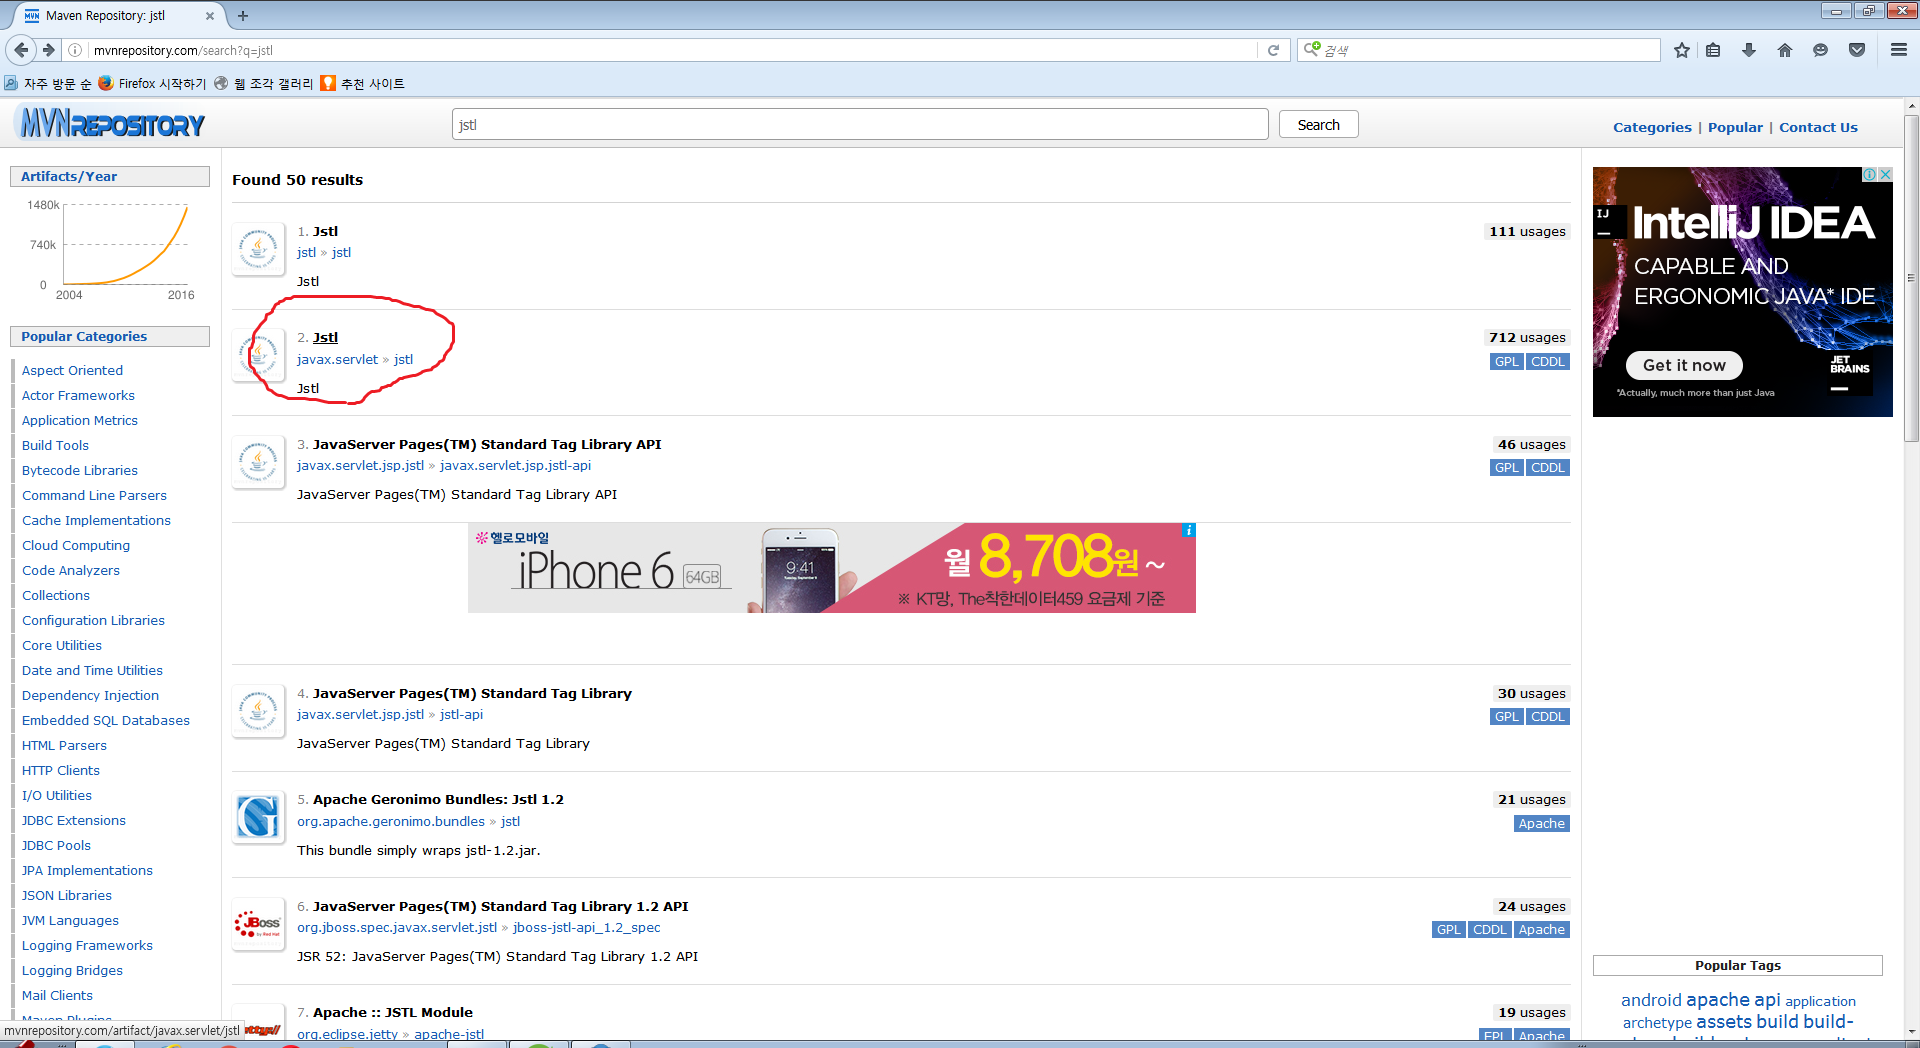 Maven Repository: jstl
mvnrepository.com/search?q=jstl
검색
자주 방문 순 Firefox 시작하기 웹 조각 갤러리 추천 사이트
MVNREPOSITORY
jstl
Search
Categories | Popular | Contact Us
Artifacts/Year
1480k
740k
0
2004 2016
Popular Categories
Aspect Oriented
Actor Frameworks
Application Metrics
Build Tools
Bytecode Libraries
Command Line Parsers
Cache Implementations
Cloud Computing
Code Analyzers
Collections
Configuration Libraries
Core Utilities
Date and Time Utilities
Dependency Injection
Embedded SQL Databases
HTML Parsers
HTTP Clients
I/O Utilities
JDBC Extensions
JDBC Pools
JPA Implementations
JSON Libraries
JVM Languages
Logging Frameworks
Logging Bridges
Mail Clients
Maven Plugins
mvnrepository.com/artifact/javax.servlet/jstl
Found 50 results
1. Jstl
111 usages
jstl » jstl
Jstl
2. Jstl
712 usages
javax.servlet » jstl
GPL CDDL
Jstl
3. JavaServer Pages(TM) Standard Tag Library API
46 usages
javax.servlet.jsp.jstl » javax.servlet.jsp.jstl-api
GPL CDDL
JavaServer Pages(TM) Standard Tag Library API
헬로모바일
iPhone 6 64GB
9:41
월 8,708원 ~
※ KT망, The착한데이터459 요금제 기준
4. JavaServer Pages(TM) Standard Tag Library
30 usages
javax.servlet.jsp.jstl » jstl-api
GPL CDDL
JavaServer Pages(TM) Standard Tag Library
5. Apache Geronimo Bundles: Jstl 1.2
21 usages
org.apache.geronimo.bundles » jstl
Apache
This bundle simply wraps jstl-1.2.jar.
6. JavaServer Pages(TM) Standard Tag Library 1.2 API
24 usages
JBoss
by Red Hat
org.jboss.spec.javax.servlet.jstl » jboss-jstl-api_1.2_spec
GPL CDDL Apache
JSR 52: JavaServer Pages(TM) Standard Tag Library 1.2 API
7. Apache :: JSTL Module
19 usages
org.eclipse.jetty » apache-jstl
EPL Apache
IJ
IntelliJ IDEA
CAPABLE AND
ERGONOMIC JAVA* IDE
Get it now
JET
BRAINS
*Actually, much more than just Java
Popular Tags
android apache api application
archetype assets build build-